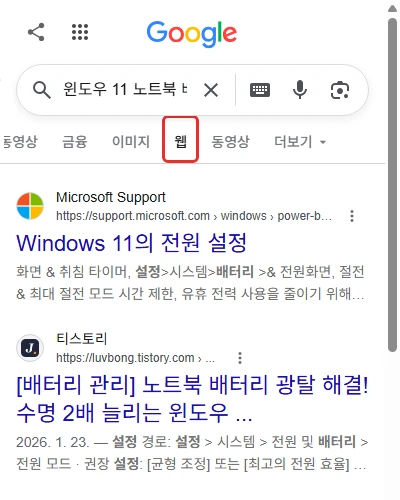 Google
윈도우 11 노트북
동영상 금융 이미지 웹 동영상 더보기
Microsoft Support
https://support.microsoft.com › windows › power-b...
Windows 11의 전원 설정
화면 & 취침 타이머, 설정>시스템>배터리 >& 전원화면, 절전
& 최대 절전 모드 시간 제한, 유휴 전력 사용을 줄이기 위해...
J.
티스토리
https://luvbong.tistory.com › ...
[배터리 관리] 노트북 배터리 광탈 해결!
수명 2배 늘리는 윈도우 ...
2026. 1. 23. — 설정 경로: 설정 > 시스템 > 전원 및 배터리 >
전원 모드 · 권장 설정: [균형 조정] 또는 [최고의 전원 효율] ...